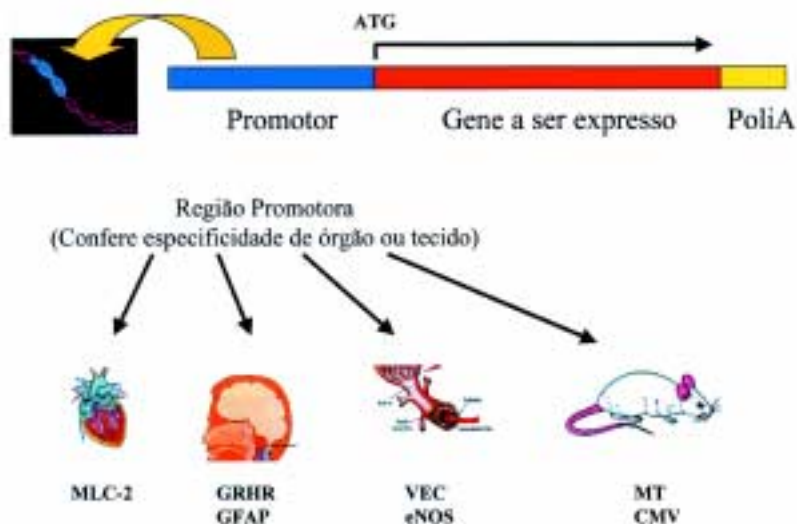 ATG
Promotor Gene a ser expresso PoliA
Região Promotora
(Confere especificidade de órgão ou tecido)
MLC-2 GRHR VEC MT
GFAP eNOS CMV